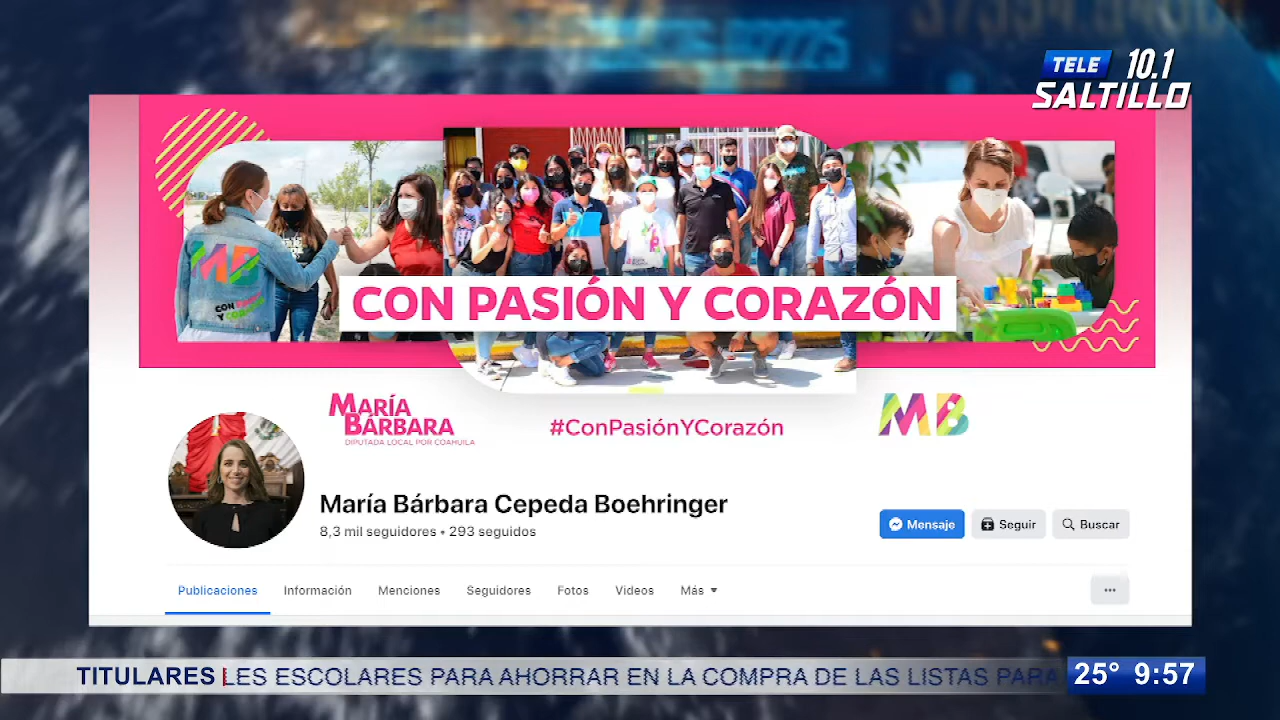 TELE 10.1
SALTILLO
MB
CON PASIÓN Y CORAZÓN
MARÍA
BÁRBARA
DIPUTADA LOCAL POR COAHUILA
#ConPasiónYCorazón
MB
María Bárbara Cepeda Boehringer
8,3 mil seguidores • 293 seguidos
Mensaje
Seguir
Buscar
Publicaciones
Información
Menciones
Seguidores
Fotos
Videos
Más
TITULARES LES ESCOLARES PARA AHORRAR EN LA COMPRA DE LAS LISTAS PARA
25° 9:57